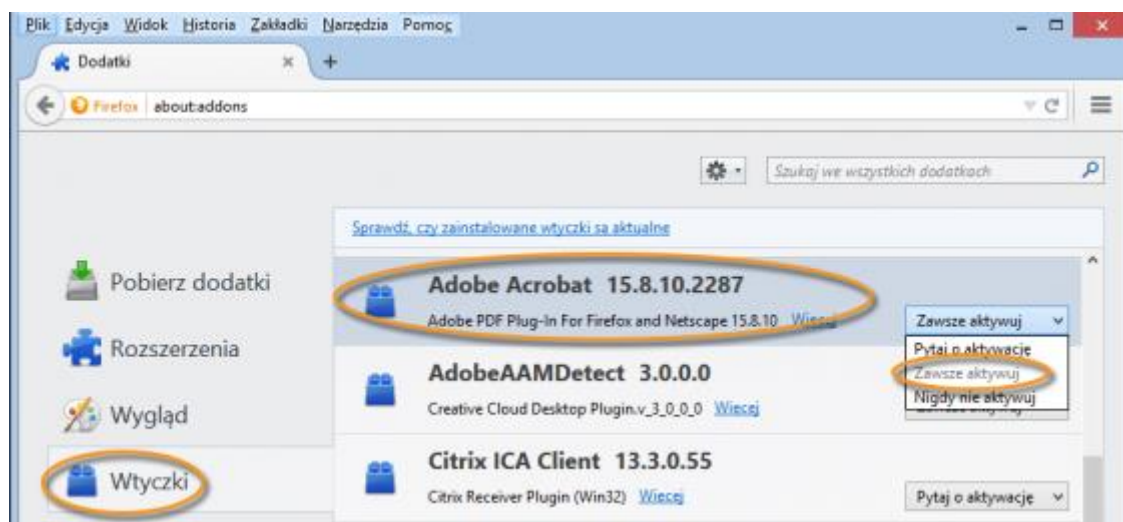 Plik Edycja Widok Historia Zakładki Narzędzia Pomoc
Dodatki
Firefox about:addons
Szukaj we wszystkich dodatkach
Sprawdź, czy zainstalowane wtyczki są aktualne
Pobierz dodatki
Rozszerzenia
Wygląd
Wtyczki
Adobe Acrobat 15.8.10.2287
Adobe PDF Plug-In For Firefox and Netscape 15.8.10 Więcej
Zawsze aktywuj
Pytaj o aktywację
Zawsze aktywuj
Nigdy nie aktywuj
AdobeAAMDetect 3.0.0.0
Creative Cloud Desktop Plugin.v_3_0_0_0 Więcej
Citrix ICA Client 13.3.0.55
Citrix Receiver Plugin (Win32) Więcej
Pytaj o aktywację